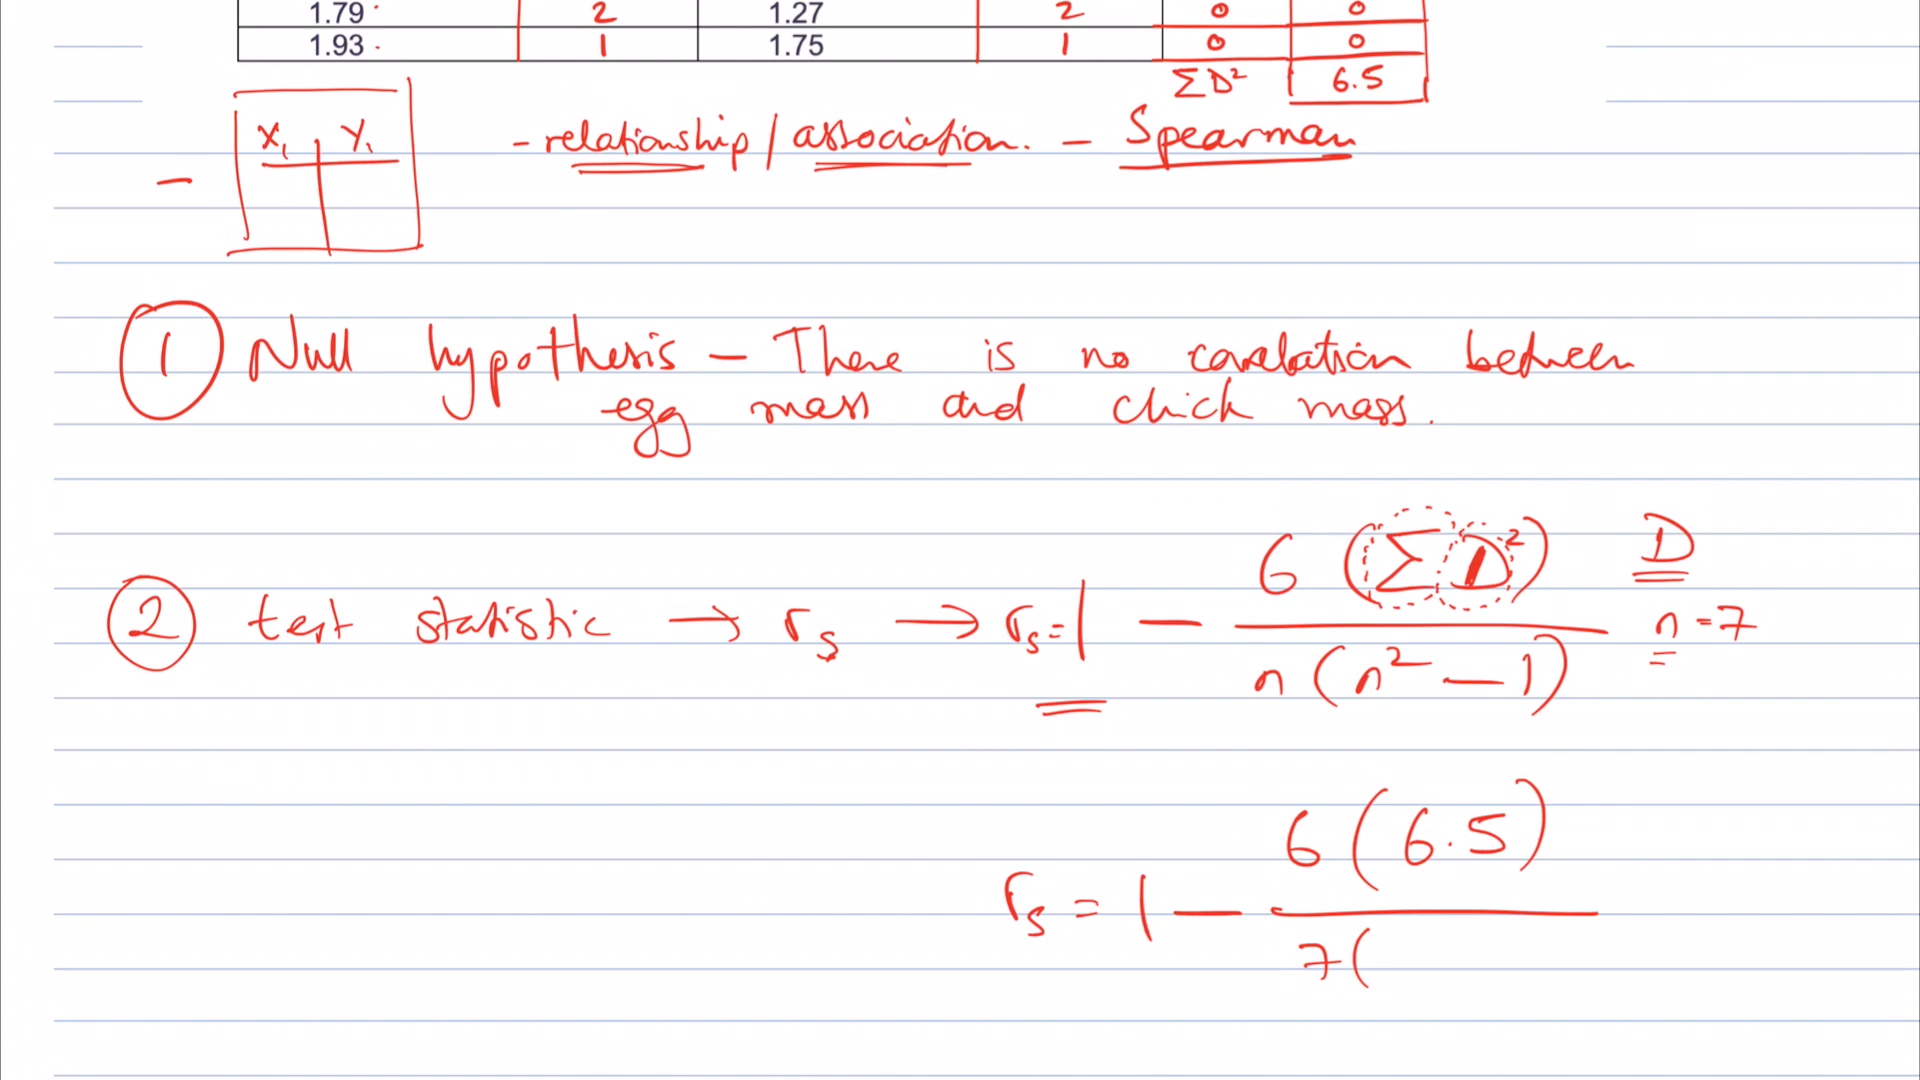 1.79 2 1.27 2 0 0
1.93 1 1.75 1 0 0
ΣD² 6.5
X₁ Y₁ - relationship / association. - Spearman
① Null hypothesis - There is no correlation between
egg mass and chick mass.
② test statistic → rₛ → rₛ = 1 - 6 (ΣD²) / n (n² - 1) D
n = 7
rₛ = 1 - 6 (6.5) / 7 (